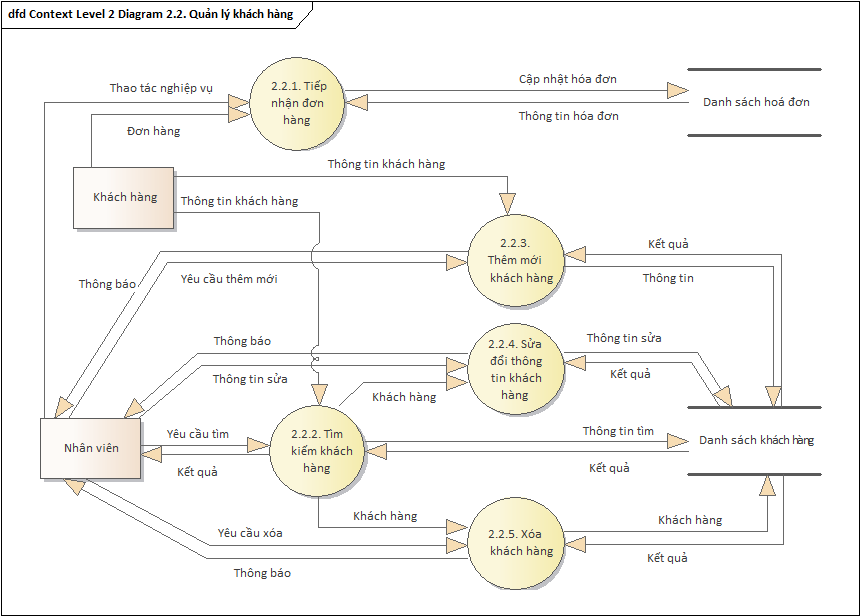 dfd Context Level 2 Diagram 2.2. Quản lý khách hàng
Thao tác nghiệp vụ
Đơn hàng
2.2.1. Tiếp
nhận đơn
hàng
Cập nhật hóa đơn
Thông tin hóa đơn
Danh sách hoá đơn
Khách hàng
Thông tin khách hàng
Thông tin khách hàng
2.2.3.
Thêm mới
khách hàng
Kết quả
Thông tin
Thông báo
Yêu cầu thêm mới
Thông báo
Thông tin sửa
2.2.4. Sửa
đổi thông
tin khách
hàng
Thông tin sửa
Kết quả
Khách hàng
Nhân viên
Yêu cầu tìm
Kết quả
2.2.2. Tìm
kiếm khách
hàng
Thông tin tìm
Kết quả
Danh sách khách hàng
Khách hàng
Yêu cầu xóa
Thông báo
2.2.5. Xóa
khách hàng
Khách hàng
Kết quả